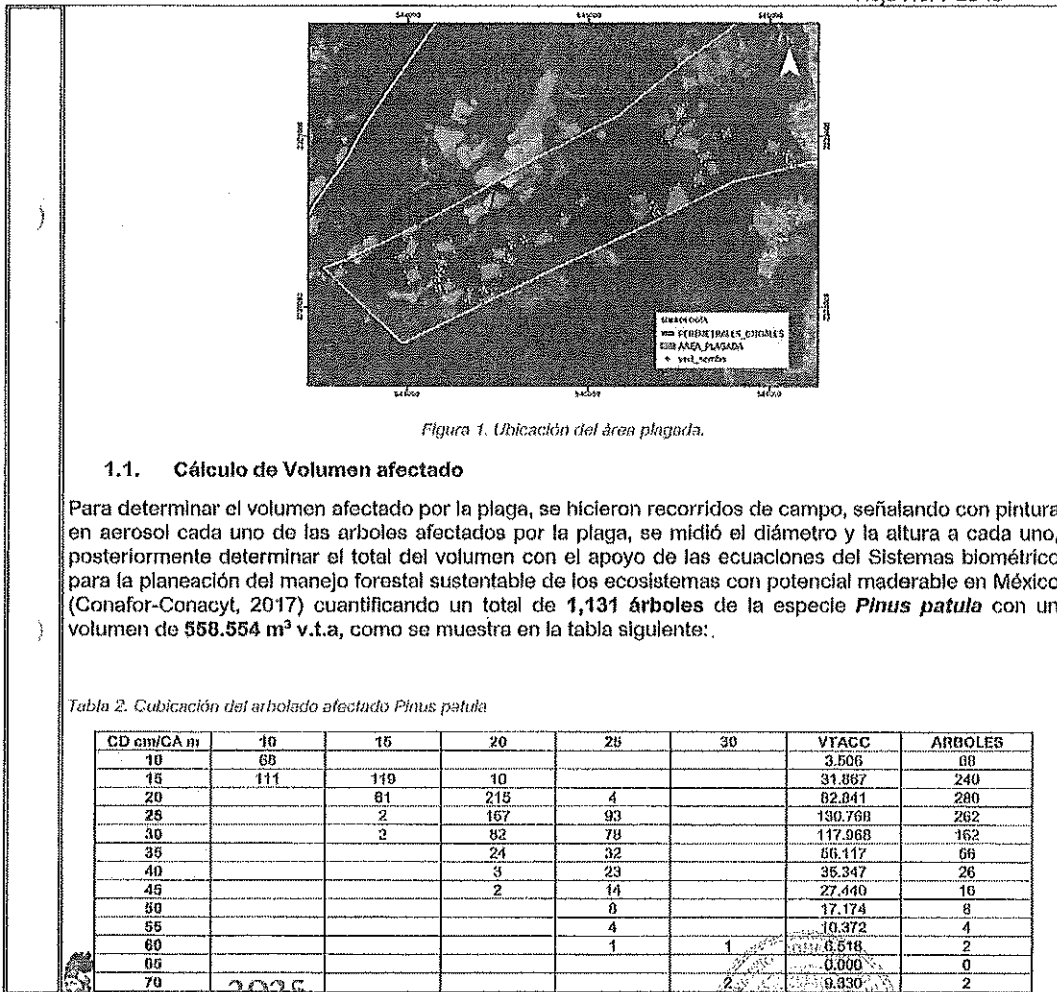 SIMBOLOGÍA
PERIMETRALES_EJIDALES
AREA_PLAGADA
Figura 1. Ubicación del área plagada.
1.1. Cálculo de Volumen afectado
Para determinar el volumen afectado por la plaga, se hicieron recorridos de campo, señalando con pintura
en aerosol cada uno de las arboles afectados por la plaga, se midió el diámetro y la altura a cada uno,
posteriormente determinar el total del volumen con el apoyo de las ecuaciones del Sistemas biométrico
para la planeación del manejo forestal sustentable de los ecosistemas con potencial maderable en México
(Conafor-Conacyt, 2017) cuantificando un total de 1,131 árboles de la especie Pinus patula con un
volumen de 558.554 m³ v.t.a, como se muestra en la tabla siguiente:
Tabla 2. Cubicación del arbolado afectado Pinus patula
CD cm/CA m 10 15 20 25 30 VTACC ARBOLES
10 68 3.506 68
15 111 119 10 31.867 240
20 61 215 4 82.841 280
25 2 167 93 130.768 262
30 2 82 78 117.968 162
35 24 32 56.117 56
40 3 23 35.347 26
45 2 14 27.440 16
50 8 17.174 8
55 4 10.372 4
60 1 1 6.518 2
65 0.000 0
70 2 9.330 2
2025